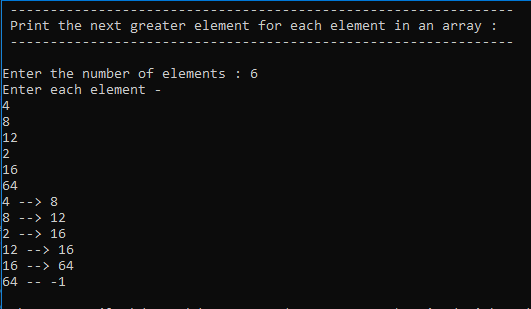 ---------------------------------------------------------------
Print the next greater element for each element in an array :
---------------------------------------------------------------
Enter the number of elements : 6
Enter each element -
4
8
12
2
16
64
4 --> 8
8 --> 12
2 --> 16
12 --> 16
16 --> 64
64 -- -1